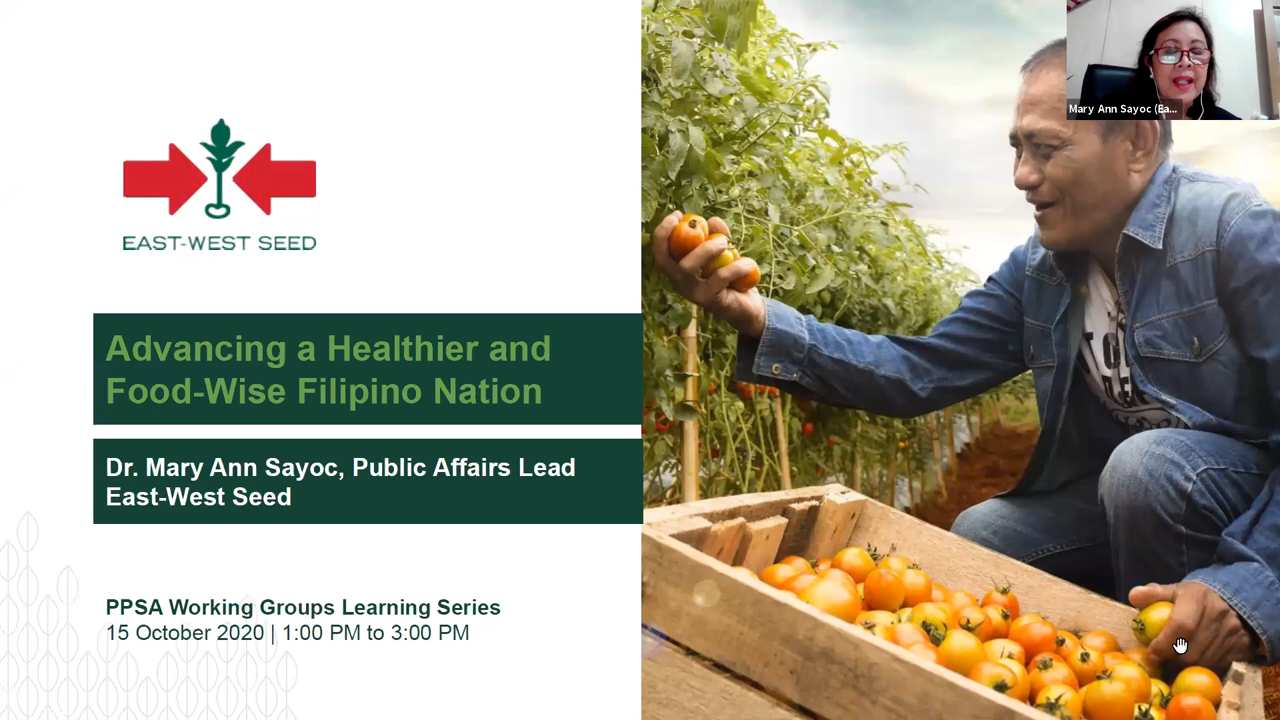 EAST-WEST SEED
Advancing a Healthier and
Food-Wise Filipino Nation
Dr. Mary Ann Sayoc, Public Affairs Lead
East-West Seed
PPSA Working Groups Learning Series
15 October 2020 | 1:00 PM to 3:00 PM
Mary Ann Sayoc (Ea...